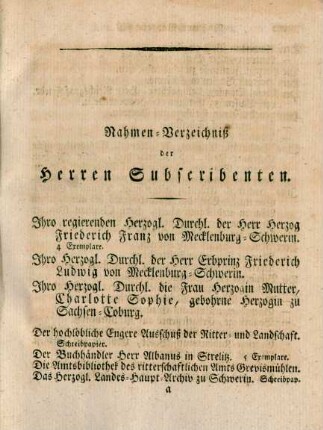 Nahmen-Verzeichniß
der
Herren Subscribenten.
Ihro regierenden Herzogl. Durchl. der Herr Herzog
Friederich Franz von Mecklenburg-Schwerin.
4 Exemplare.
Ihro Herzogl. Durchl. der Herr Erbprinz Friederich
Ludwig von Mecklenburg-Schwerin.
Ihro Herzogl. Durchl. die Frau Herzogin Mutter,
Charlotte Sophie, gebohrne Herzogin zu
Sachsen-Coburg.
Der hochlöbliche Engere Ausschuß der Ritter- und Landschaft.
Schreibpapier.
Der Buchhändler Herr Albanus in Strelitz. 5 Exemplare.
Die Amtsbibliothek des ritterschaftlichen Amts Grevismühlen.
Das Herzogl. Landes-Haupt-Archiv zu Schwerin. Schreibpap.
a